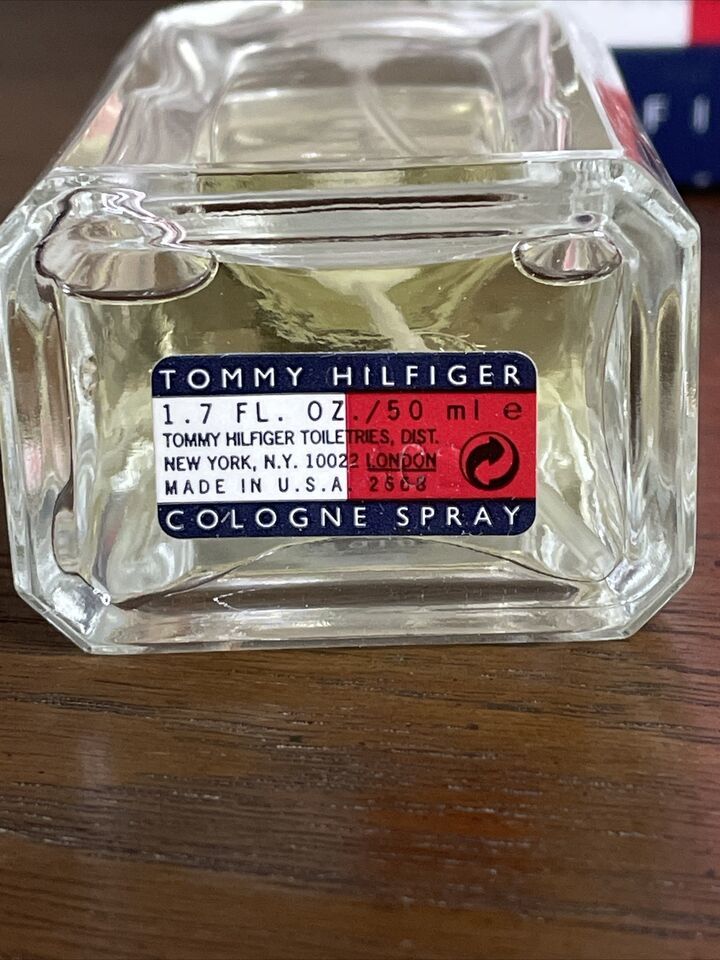 FI
TOMMY HILFIGER
1.7 FL. OZ./50 ml e
TOMMY HILFIGER TOILETRIES, DIST.
NEW YORK, N.Y. 10022 LONDON
MADE IN U.S.A.
COLOGNE SPRAY